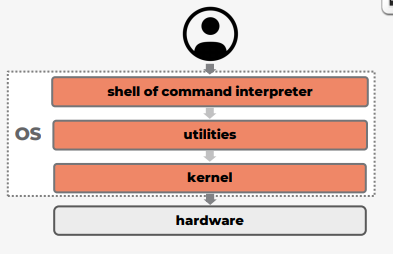 shell of command interpreter
OS
utilities
kernel
hardware